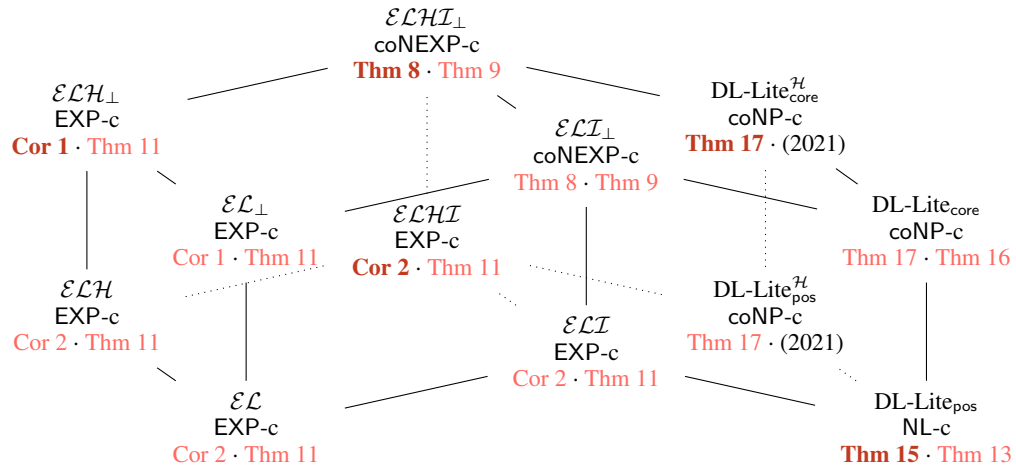 ℰℒℋℐ⊥
coNEXP-c
Thm 8 · Thm 9
ℰℒℋ⊥
EXP-c
Cor 1 · Thm 11
DL-Lite^ℋ_core
coNP-c
Thm 17 · (2021)
ℰℒℐ⊥
coNEXP-c
Thm 8 · Thm 9
ℰℒ⊥
EXP-c
Cor 1 · Thm 11
ℰℒℋℐ
EXP-c
Cor 2 · Thm 11
DL-Lite_core
coNP-c
Thm 17 · Thm 16
ℰℒℋ
EXP-c
Cor 2 · Thm 11
DL-Lite^ℋ_pos
coNP-c
Thm 17 · (2021)
ℰℒℐ
EXP-c
Cor 2 · Thm 11
ℰℒ
EXP-c
Cor 2 · Thm 11
DL-Lite_pos
NL-c
Thm 15 · Thm 13